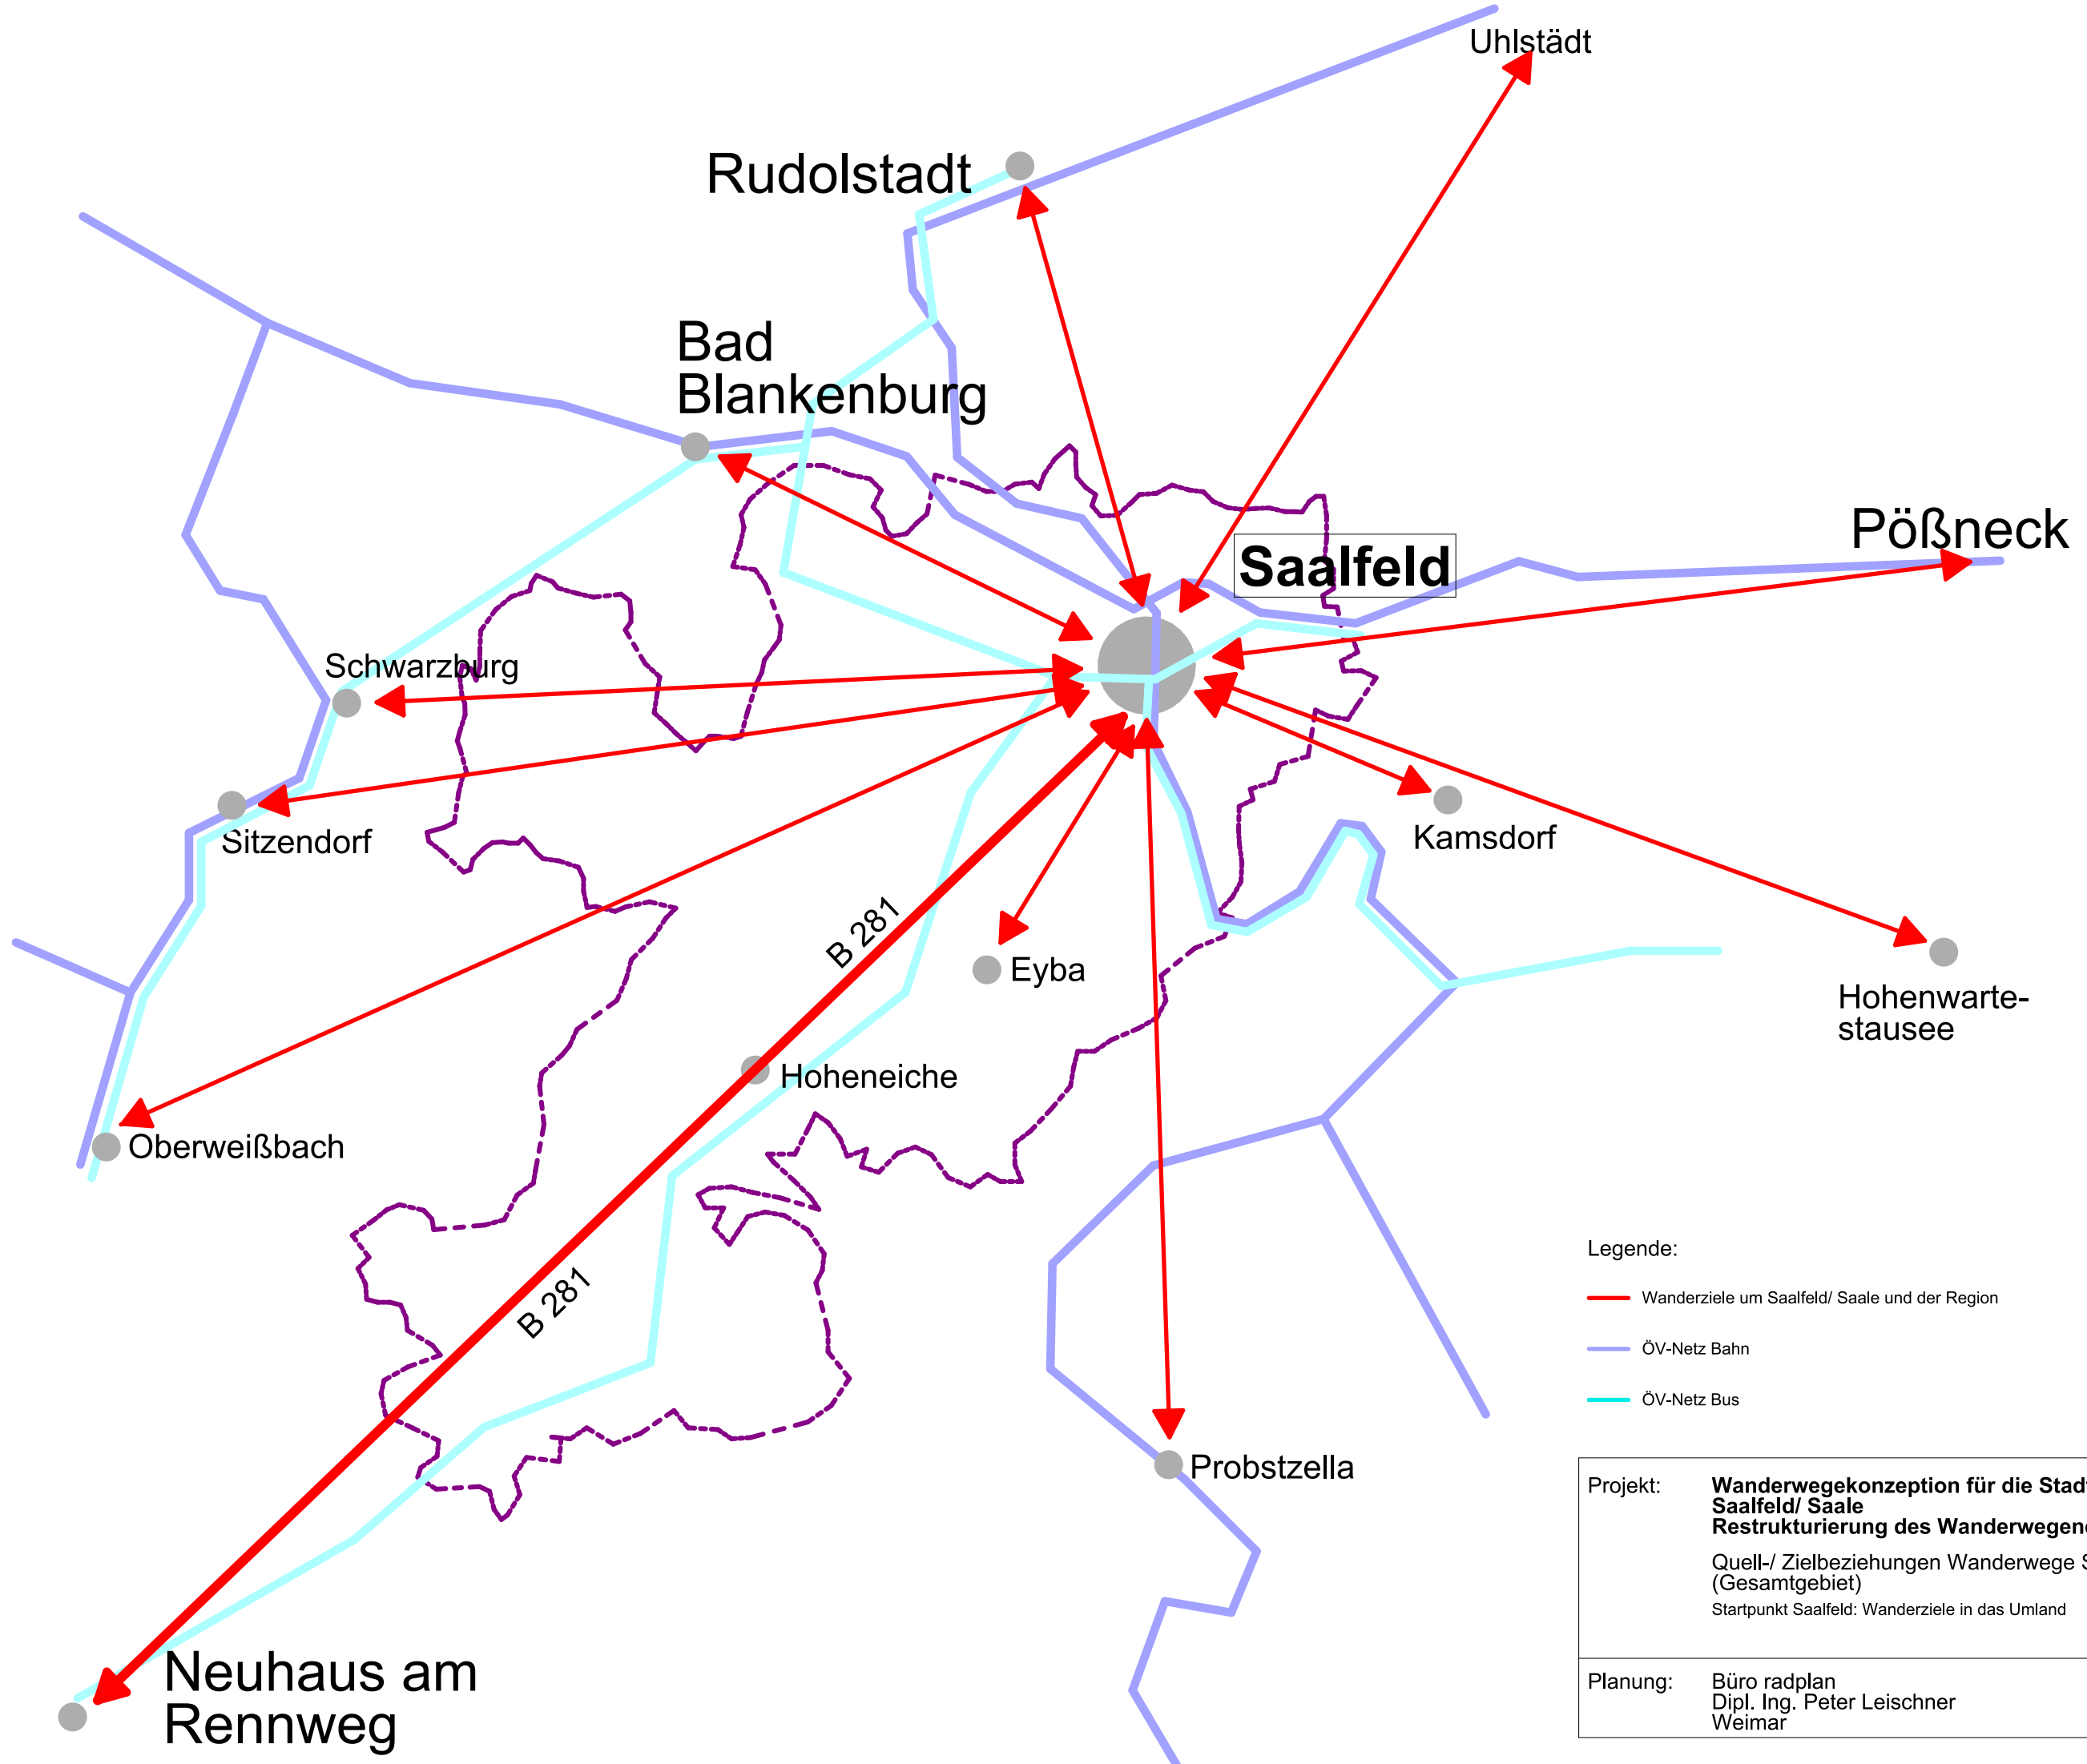 Uhlstädt
Rudolstadt
Bad
Blankenburg
Pößneck
Saalfeld
Schwarzburg
Sitzendorf
Kamsdorf
B 281
Eyba
Hohenwarte-
stausee
Hoheneiche
Oberweißbach
B 281
Probstzella
Neuhaus am
Rennweg
Legende:
Wanderziele um Saalfeld/ Saale und der Region
ÖV-Netz Bahn
ÖV-Netz Bus
Projekt: Wanderwegekonzeption für die Stad
Saalfeld/ Saale
Restrukturierung des Wanderwegen
Quell-/ Zielbeziehungen Wanderwege S
(Gesamtgebiet)
Startpunkt Saalfeld: Wanderziele in das Umland
Planung: Büro radplan
Dipl. Ing. Peter Leischner
Weimar